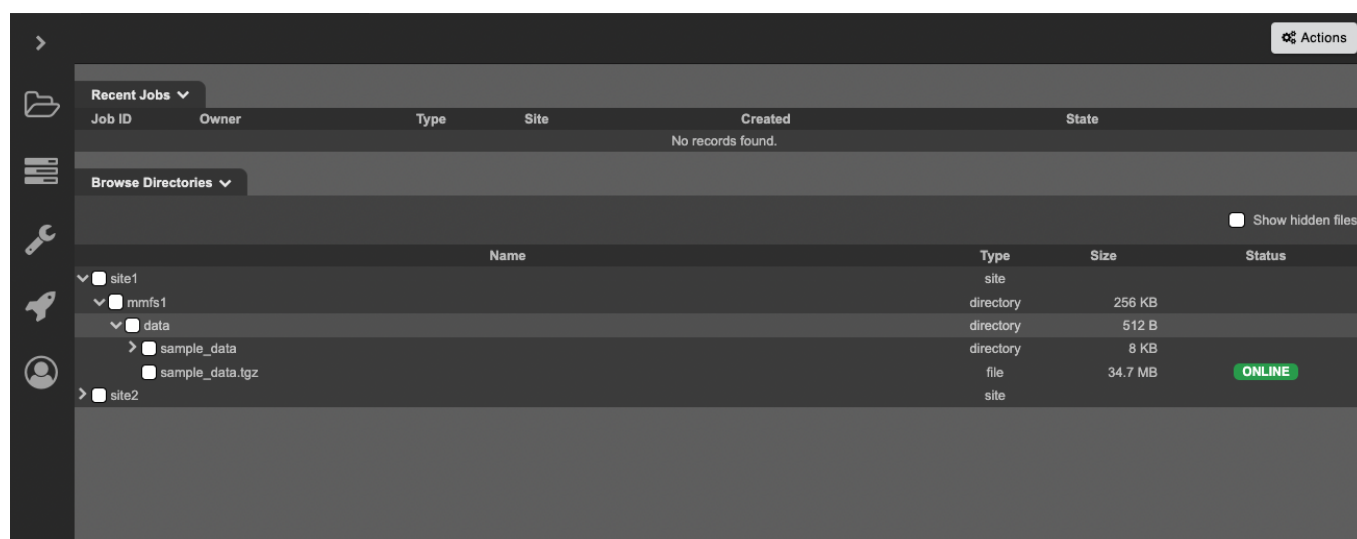 Actions
Recent Jobs
Job ID Owner Type Site Created State
No records found.
Browse Directories
Show hidden files
Name Type Size Status
site1 site
mmfs1 directory 256 KB
data directory 512 B
sample_data directory 8 KB
sample_data.tgz file 34.7 MB ONLINE
site2 site